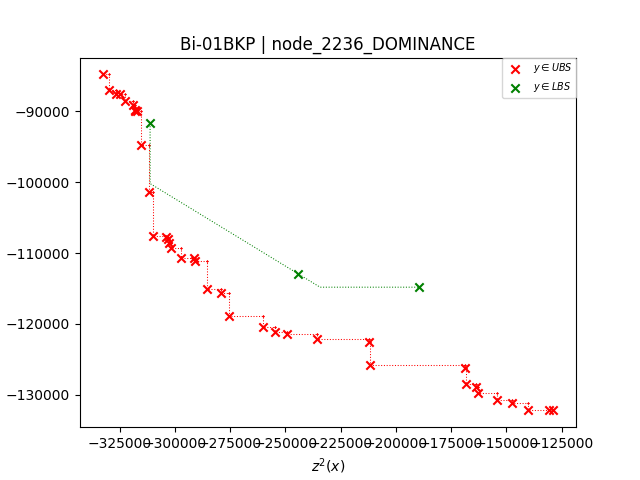 Bi-01BKP | node_2236_DOMINANCE
y ∈ UBS
y ∈ LBS
−90000
−100000
−110000
−120000
−130000
−325000 −300000 −275000 −250000 −225000 −200000 −175000 −150000 −125000
z²(x)